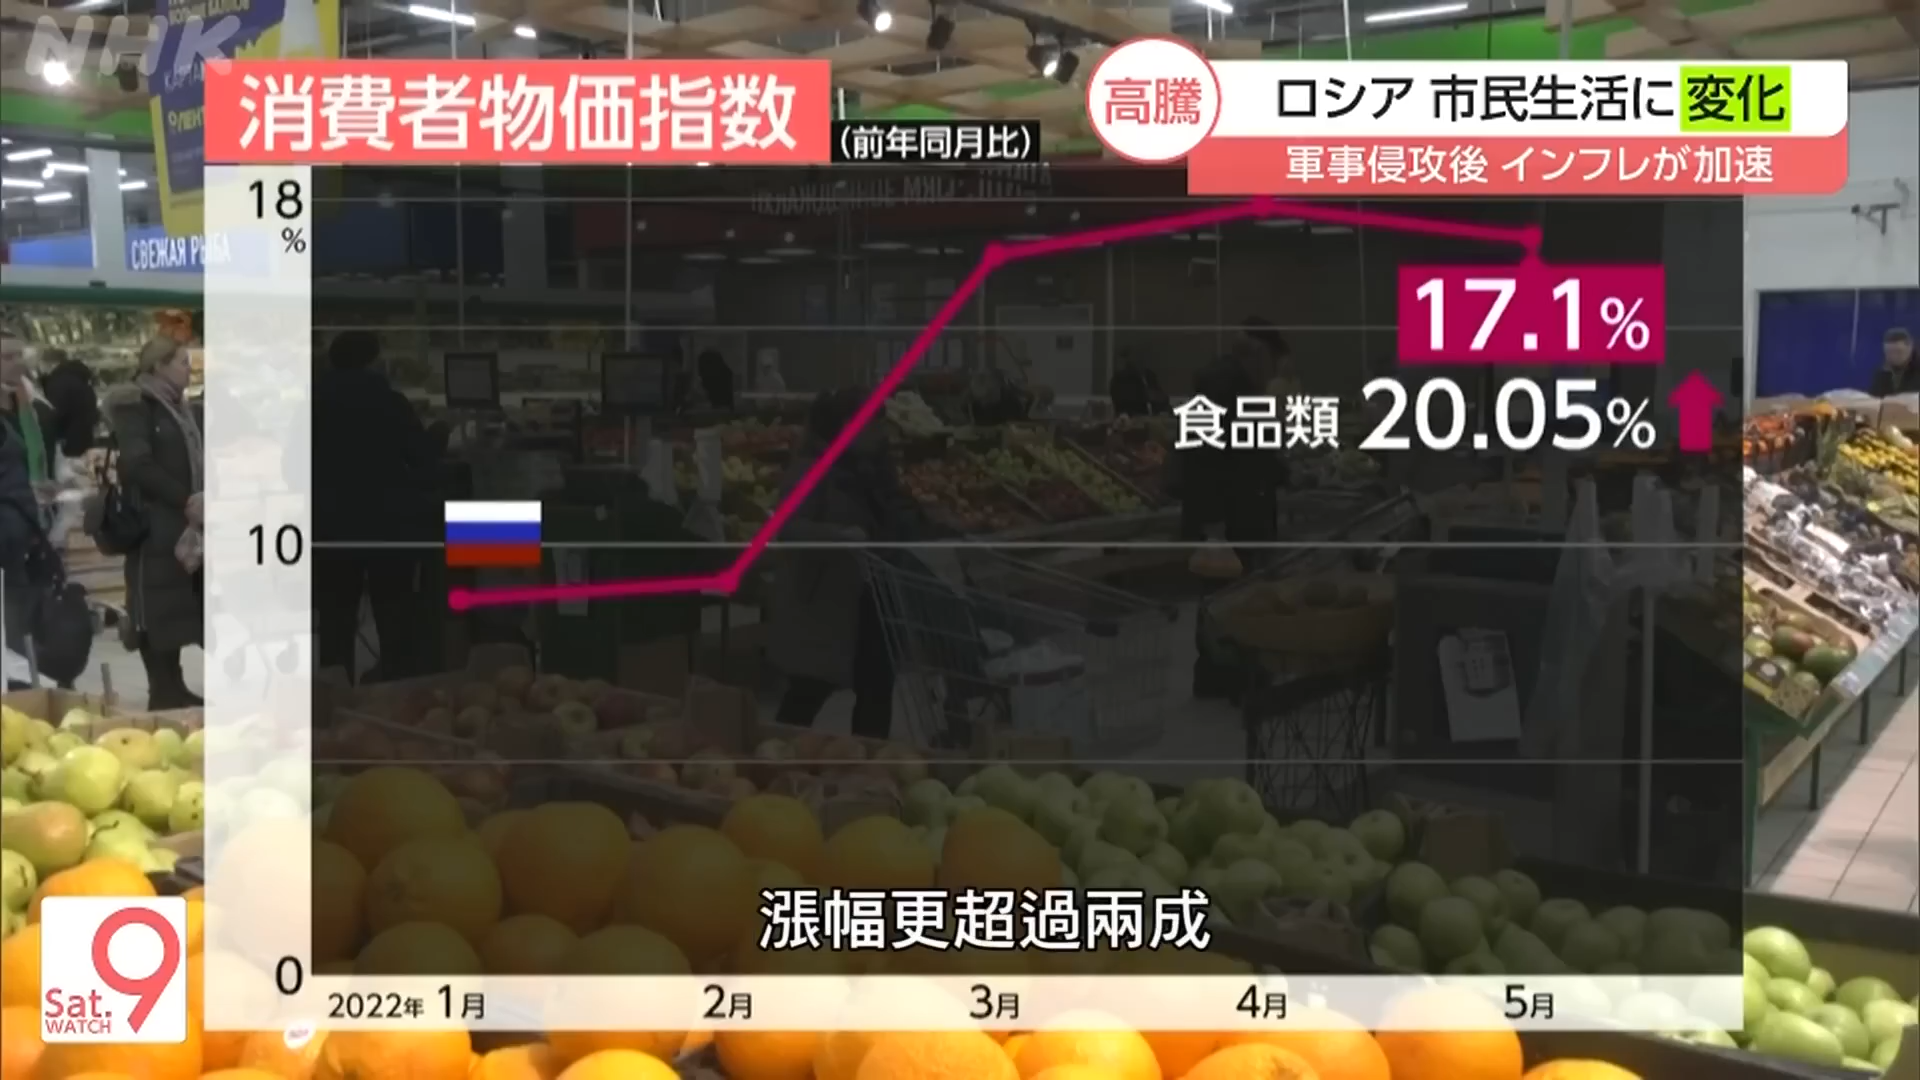 NHK
消費者物価指数
(前年同月比)
高騰
ロシア 市民生活に変化
軍事侵攻後 インフレが加速
18
%
СВЕЖАЯ РЫБА
17.1%
食品類 20.05%
10
漲幅更超過兩成
0
2022年 1月 2月 3月 4月 5月
Sat.
WATCH
9